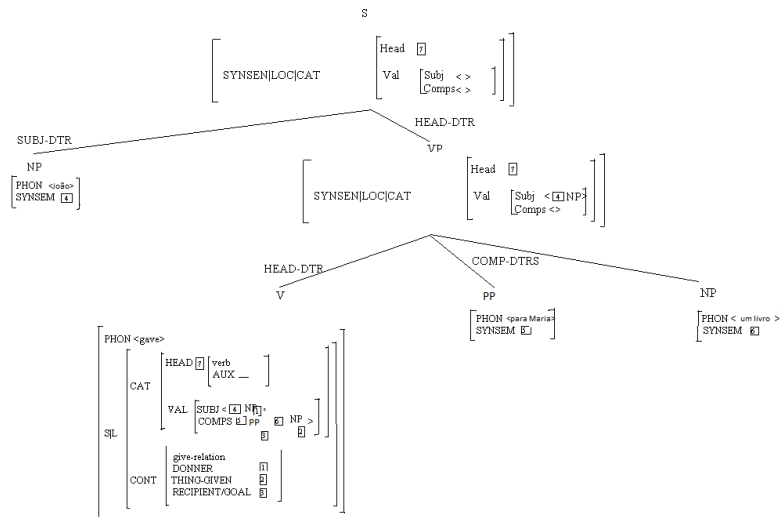 S
Head 7
SYNSEN|LOC|CAT Val Subj < >
Comps< >
SUBJ-DTR HEAD-DTR
NP VP
PHON <João>
SYNSEM 4
Head 7
SYNSEN|LOC|CAT Val Subj < 4 NP>
Comps <>
HEAD-DTR COMP-DTRS
V PP NP
PHON <para Maria> PHON < um livro >
SYNSEM 5 SYNSEM 6
PHON <gave>
HEAD 7 verb
AUX __
CAT
VAL SUBJ < 4 NP 1 >
COMPS 5 PP 6 NP >
3 2
S|L
give-relation
DONNER 1
CONT THING-GIVEN 2
RECIPIENT/GOAL 3